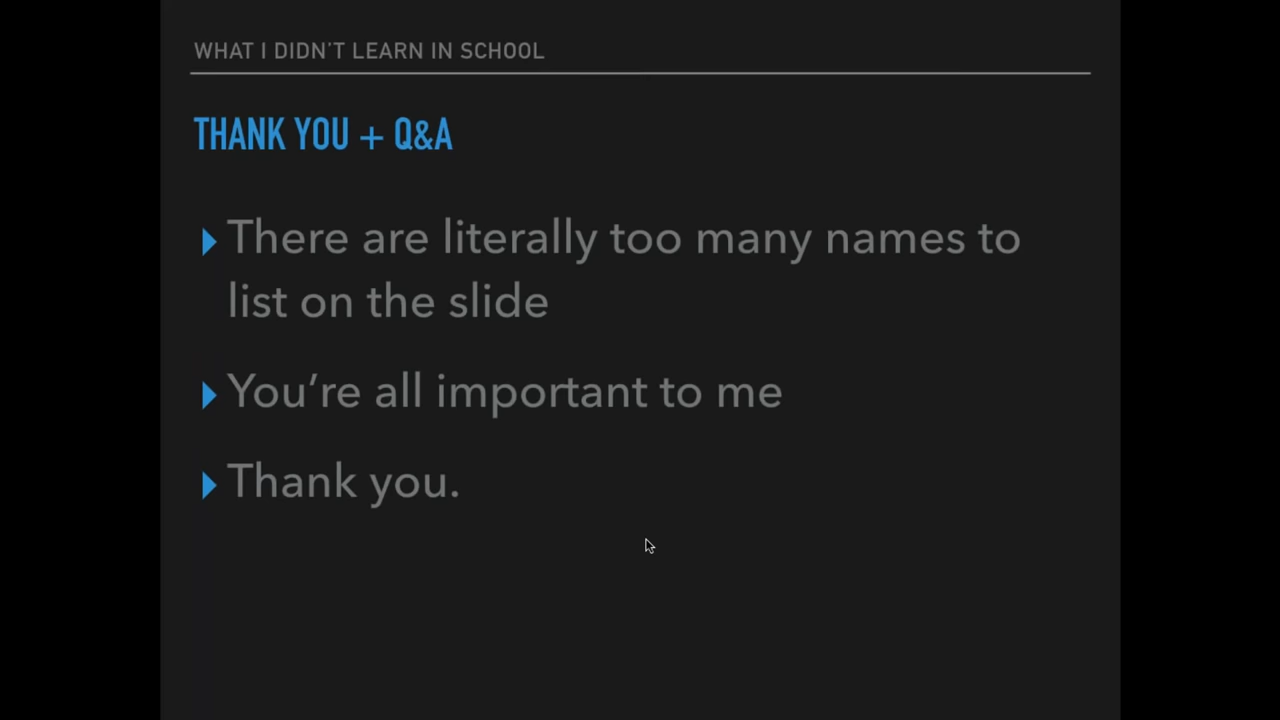 WHAT I DIDN'T LEARN IN SCHOOL
THANK YOU + Q&A
There are literally too many names to
list on the slide
You're all important to me
Thank you.